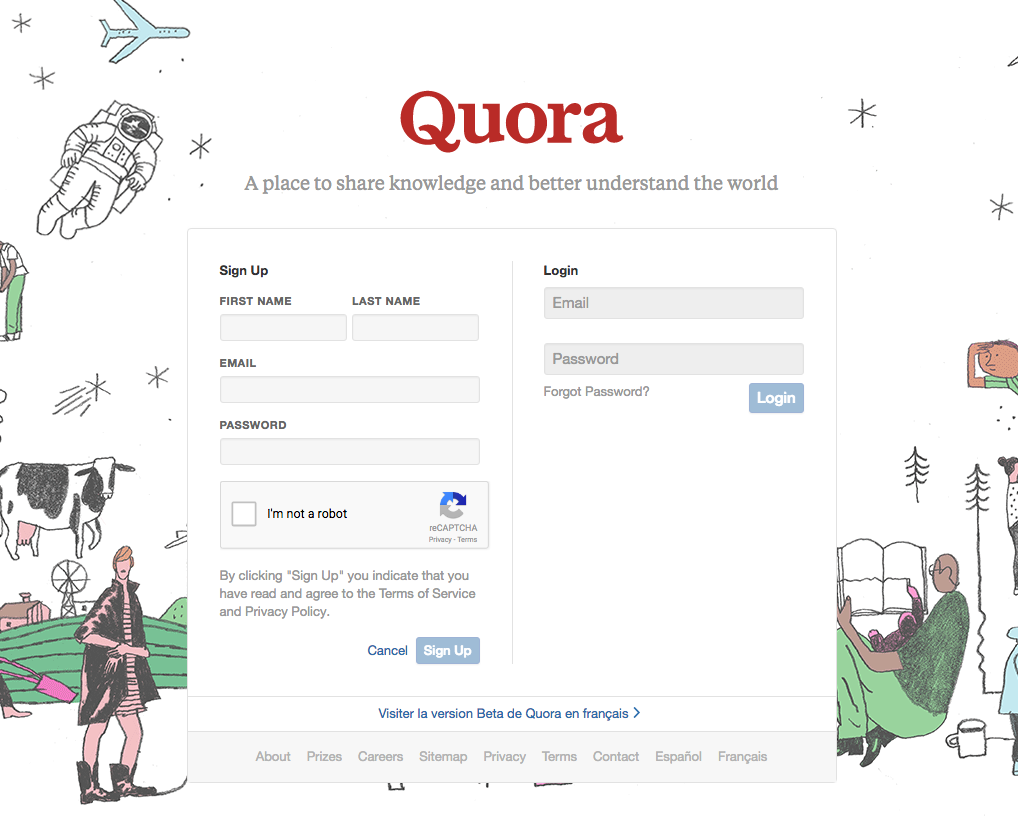 Quora
A place to share knowledge and better understand the world
Sign Up
FIRST NAME LAST NAME
EMAIL
PASSWORD
I'm not a robot
reCAPTCHA
Privacy - Terms
By clicking "Sign Up" you indicate that you
have read and agree to the Terms of Service
and Privacy Policy.
Cancel Sign Up
Login
Email
Password
Forgot Password? Login
Visiter la version Beta de Quora en français >
About Prizes Careers Sitemap Privacy Terms Contact Español Français